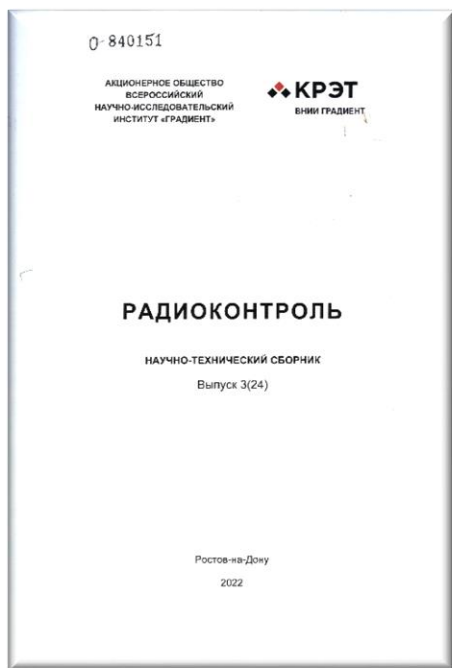 О-840151
АКЦИОНЕРНОЕ ОБЩЕСТВО
ВСЕРОССИЙСКИЙ
НАУЧНО-ИССЛЕДОВАТЕЛЬСКИЙ
ИНСТИТУТ «ГРАДИЕНТ»
КРЭТ
ВНИИ ГРАДИЕНТ
РАДИОКОНТРОЛЬ
НАУЧНО-ТЕХНИЧЕСКИЙ СБОРНИК
Выпуск 3(24)
Ростов-на-Дону
2022